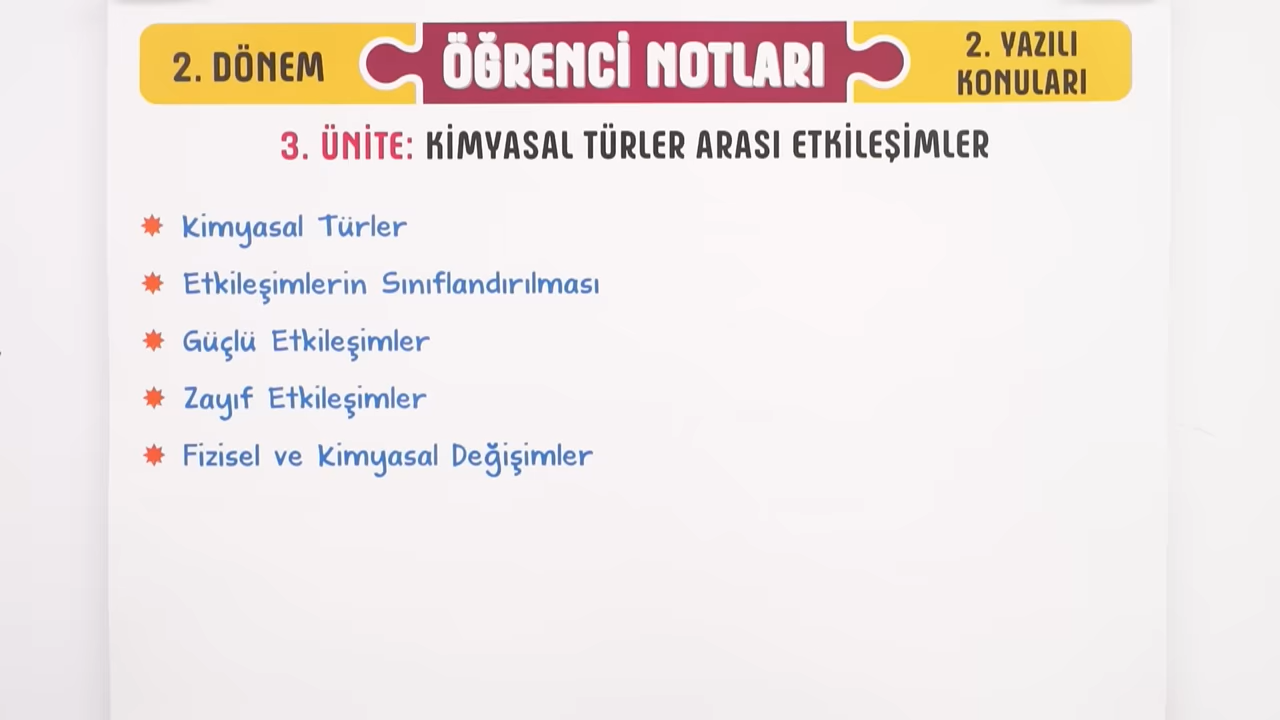 2. DÖNEM
ÖĞRENCİ NOTLARI
2. YAZILI
KONULARI
3. ÜNİTE: KİMYASAL TÜRLER ARASI ETKİLEŞİMLER
Kimyasal Türler
Etkileşimlerin Sınıflandırılması
Güçlü Etkileşimler
Zayıf Etkileşimler
Fizisel ve Kimyasal Değişimler